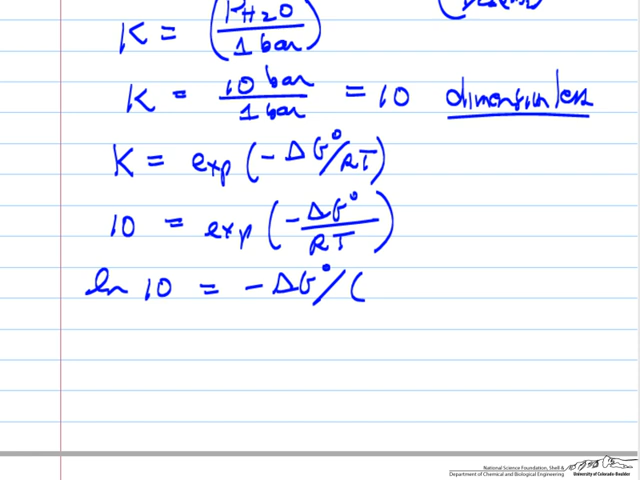 K = (PH2O / 1 bar)
K = 10 bar / 1 bar = 10 dimensionless
K = exp (-ΔG°/RT)
10 = exp (-ΔG° / RT)
ln 10 = -ΔG°/(
National Science Foundation, Shell &
Department of Chemical and Biological Engineering
University of Colorado Boulder